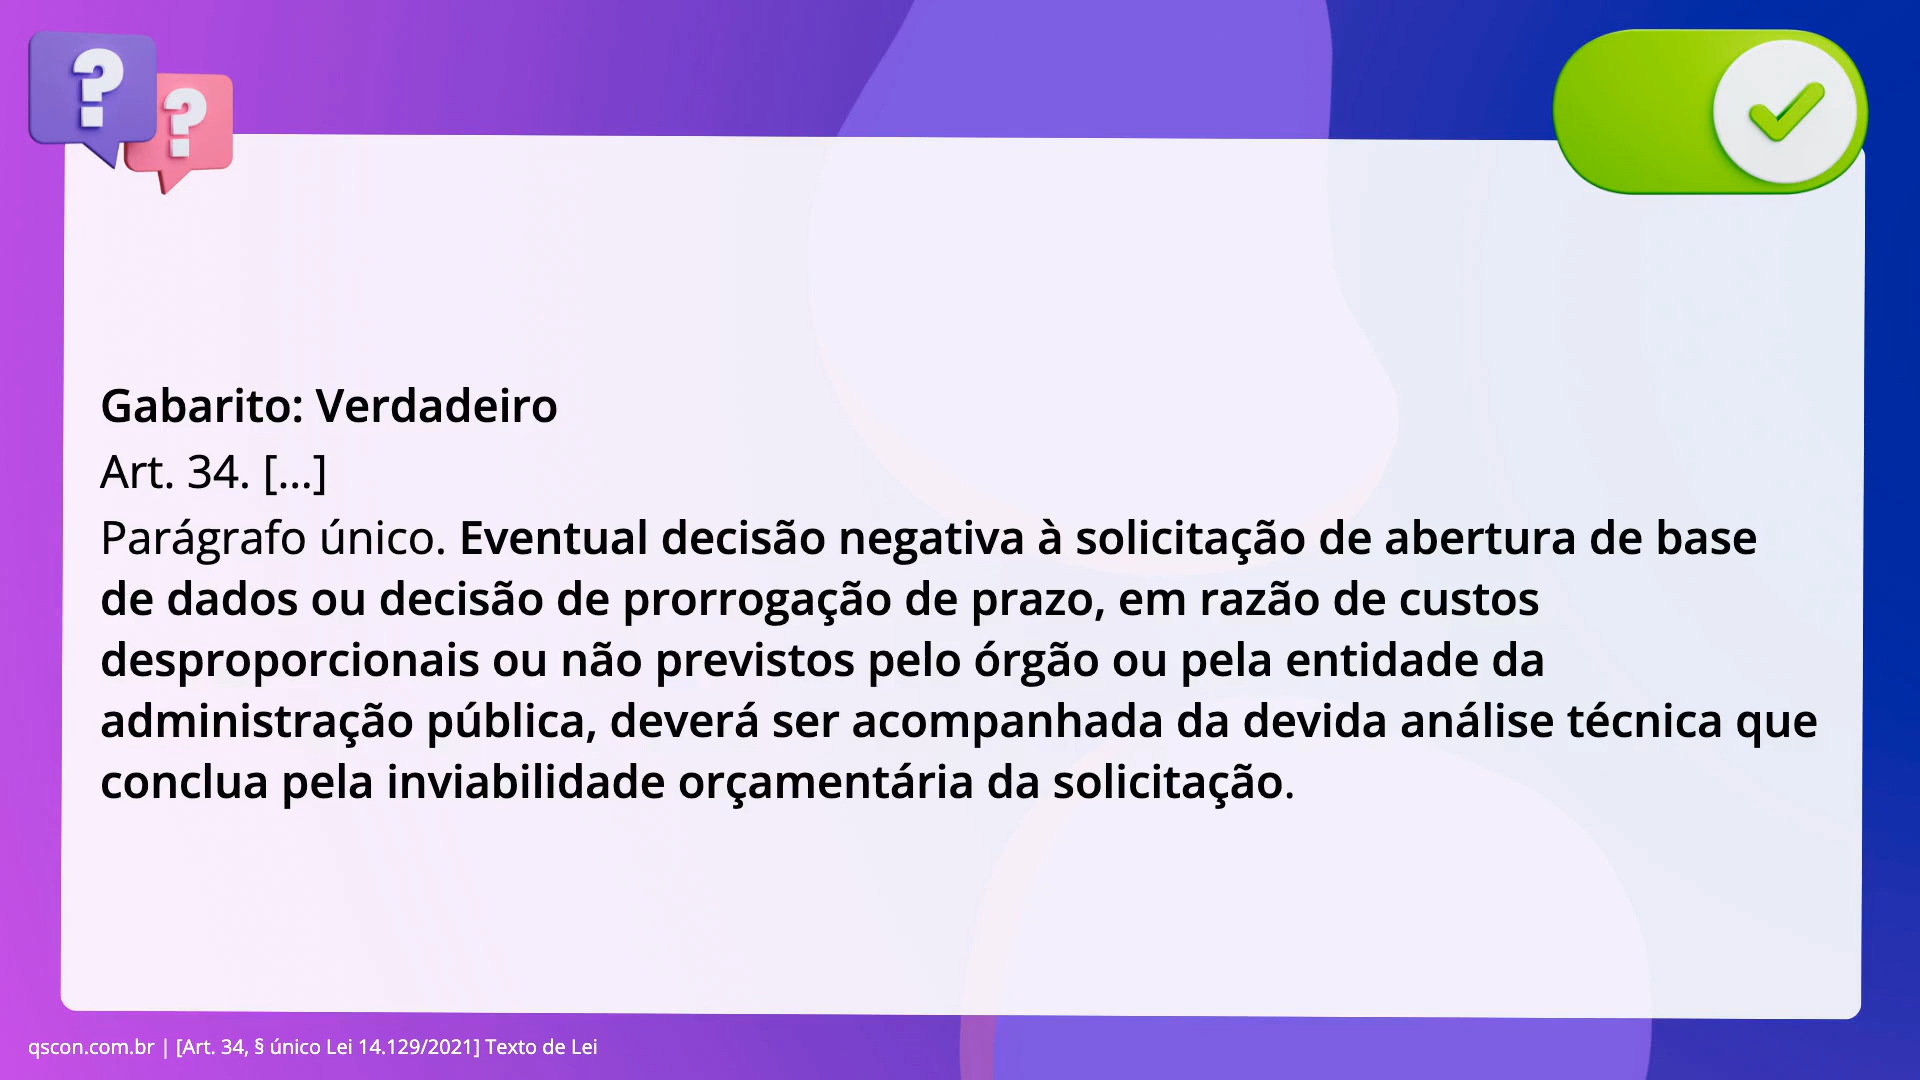 ? ?
Gabarito: Verdadeiro
Art. 34. [...]
Parágrafo único. Eventual decisão negativa à solicitação de abertura de base
de dados ou decisão de prorrogação de prazo, em razão de custos
desproporcionais ou não previstos pelo órgão ou pela entidade da
administração pública, deverá ser acompanhada da devida análise técnica que
conclua pela inviabilidade orçamentária da solicitação.
qscon.com.br | [Art. 34, § único Lei 14.129/2021] Texto de Lei